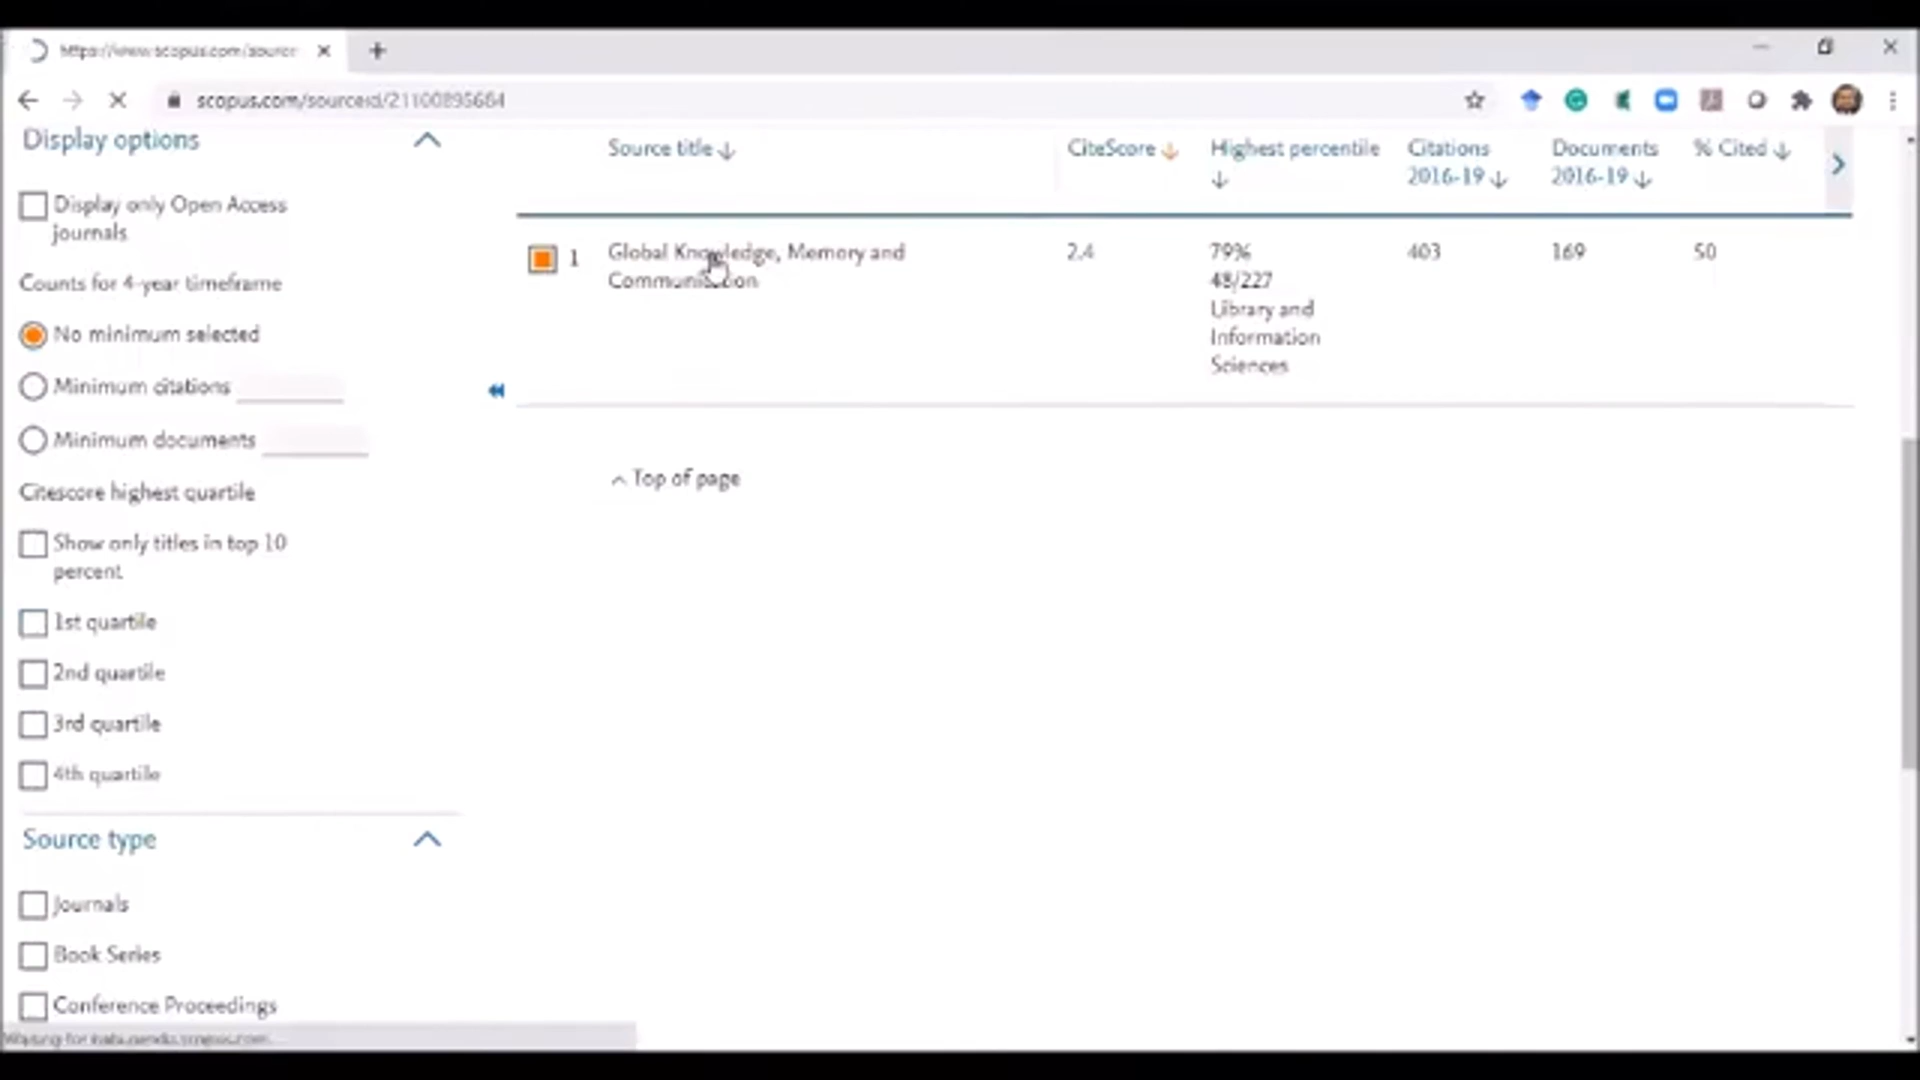 https://www.scopus.com/source
scopus.com/sourceid/21100895664
Display options
Display only Open Access
journals
Counts for 4-year timeframe
No minimum selected
Minimum citations
Minimum documents
Citescore highest quartile
Show only titles in top 10
percent
1st quartile
2nd quartile
3rd quartile
4th quartile
Source type
Journals
Book Series
Conference Proceedings
Source title
CiteScore
Highest percentile
Citations
2016-19
Documents
2016-19
% Cited
1
Global Knowledge, Memory and
Communication
2.4
79%
48/227
Library and
Information
Sciences
403
169
50
Top of page
Waiting for